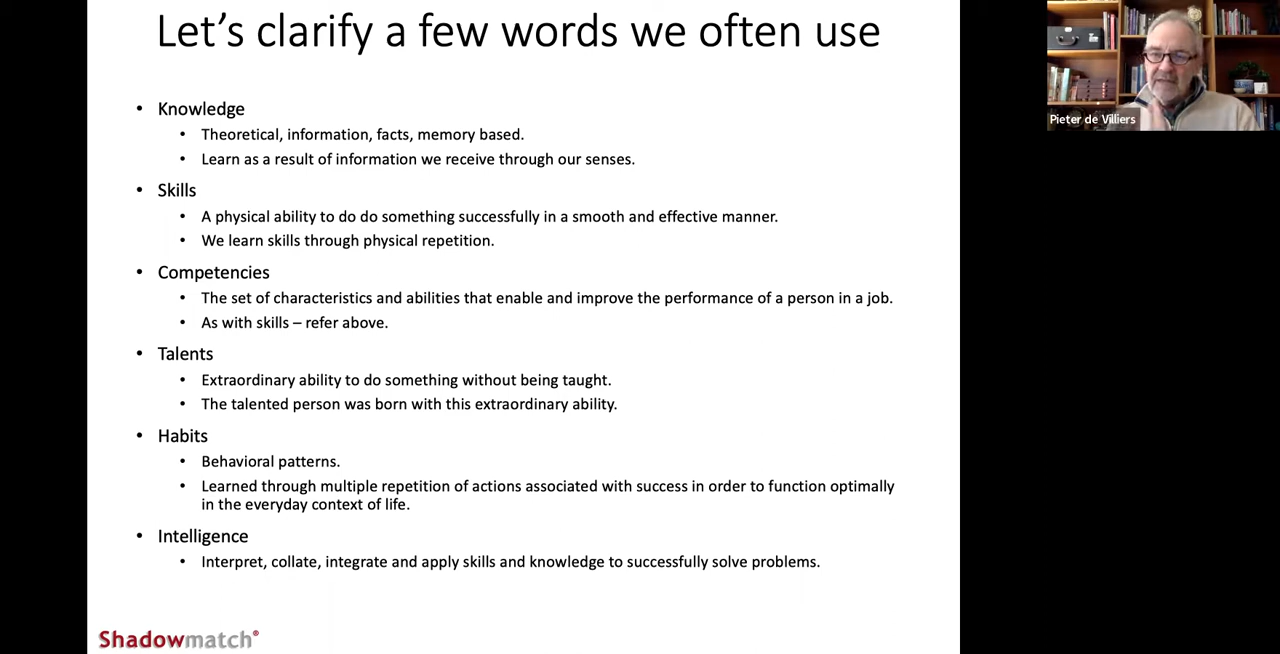 Let's clarify a few words we often use
• Knowledge
• Theoretical, information, facts, memory based.
• Learn as a result of information we receive through our senses.
• Skills
• A physical ability to do do something successfully in a smooth and effective manner.
• We learn skills through physical repetition.
• Competencies
• The set of characteristics and abilities that enable and improve the performance of a person in a job.
• As with skills – refer above.
• Talents
• Extraordinary ability to do something without being taught.
• The talented person was born with this extraordinary ability.
• Habits
• Behavioral patterns.
• Learned through multiple repetition of actions associated with success in order to function optimally
in the everyday context of life.
• Intelligence
• Interpret, collate, integrate and apply skills and knowledge to successfully solve problems.
Shadowmatch®
Pieter de Villiers